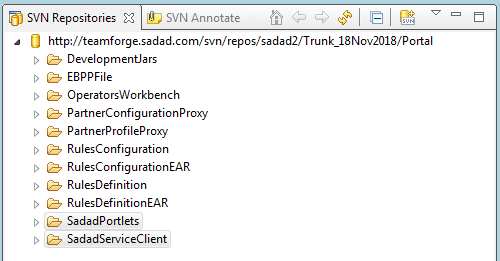 SVN Repositories SVN Annotate
http://teamforge.sadad.com/svn/repos/sadad2/Trunk_18Nov2018/Portal
DevelopmentJars
EBPPFile
OperatorsWorkbench
PartnerConfigurationProxy
PartnerProfileProxy
RulesConfiguration
RulesConfigurationEAR
RulesDefinition
RulesDefinitionEAR
SadadPortlets
SadadServiceClient